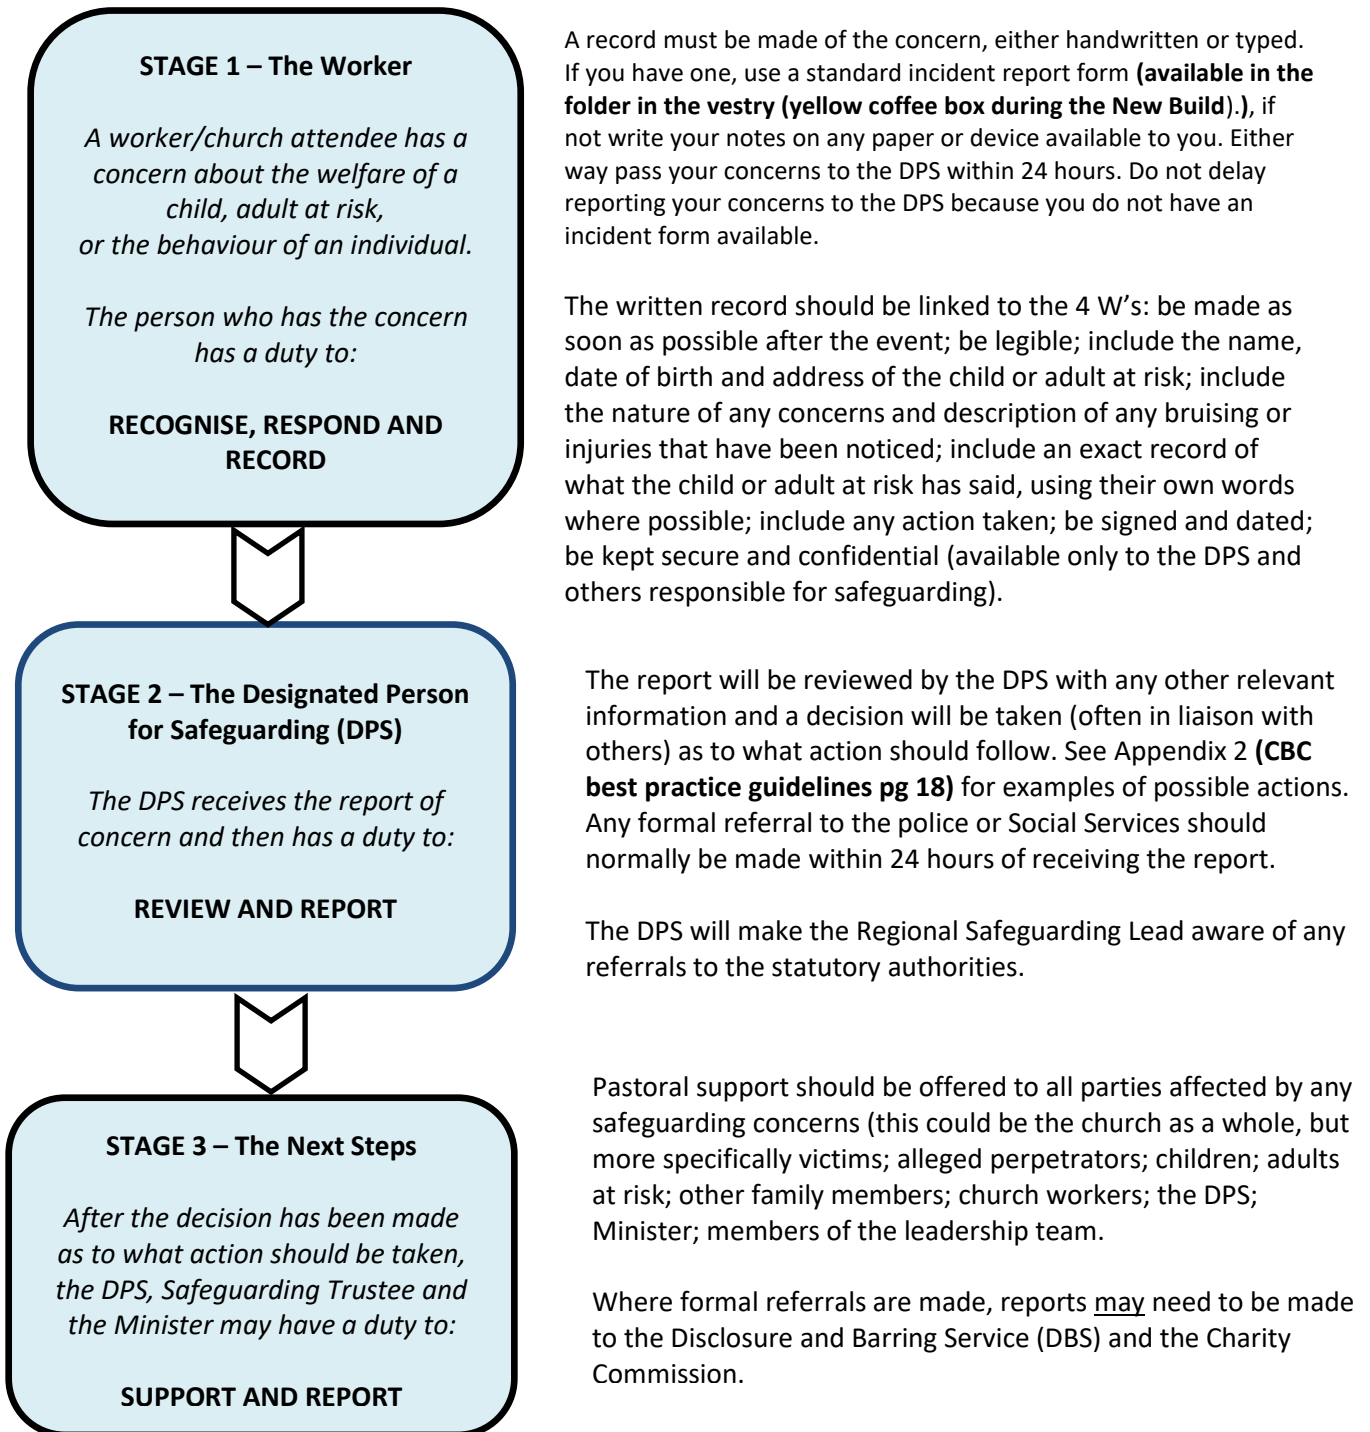 STAGE 1 – The Worker
A worker/church attendee has a
concern about the welfare of a
child, adult at risk,
or the behaviour of an individual.
The person who has the concern
has a duty to:
RECOGNISE, RESPOND AND
RECORD
A record must be made of the concern, either handwritten or typed.
If you have one, use a standard incident report form (available in the
folder in the vestry (yellow coffee box during the New Build).), if
not write your notes on any paper or device available to you. Either
way pass your concerns to the DPS within 24 hours. Do not delay
reporting your concerns to the DPS because you do not have an
incident form available.
The written record should be linked to the 4 W’s: be made as
soon as possible after the event; be legible; include the name,
date of birth and address of the child or adult at risk; include
the nature of any concerns and description of any bruising or
injuries that have been noticed; include an exact record of
what the child or adult at risk has said, using their own words
where possible; include any action taken; be signed and dated;
be kept secure and confidential (available only to the DPS and
others responsible for safeguarding).
STAGE 2 – The Designated Person
for Safeguarding (DPS)
The DPS receives the report of
concern and then has a duty to:
REVIEW AND REPORT
The report will be reviewed by the DPS with any other relevant
information and a decision will be taken (often in liaison with
others) as to what action should follow. See Appendix 2 (CBC
best practice guidelines pg 18) for examples of possible actions.
Any formal referral to the police or Social Services should
normally be made within 24 hours of receiving the report.
The DPS will make the Regional Safeguarding Lead aware of any
referrals to the statutory authorities.
STAGE 3 – The Next Steps
After the decision has been made
as to what action should be taken,
the DPS, Safeguarding Trustee and
the Minister may have a duty to:
SUPPORT AND REPORT
Pastoral support should be offered to all parties affected by any
safeguarding concerns (this could be the church as a whole, but
more specifically victims; alleged perpetrators; children; adults
at risk; other family members; church workers; the DPS;
Minister; members of the leadership team.
Where formal referrals are made, reports may need to be made
to the Disclosure and Barring Service (DBS) and the Charity
Commission.